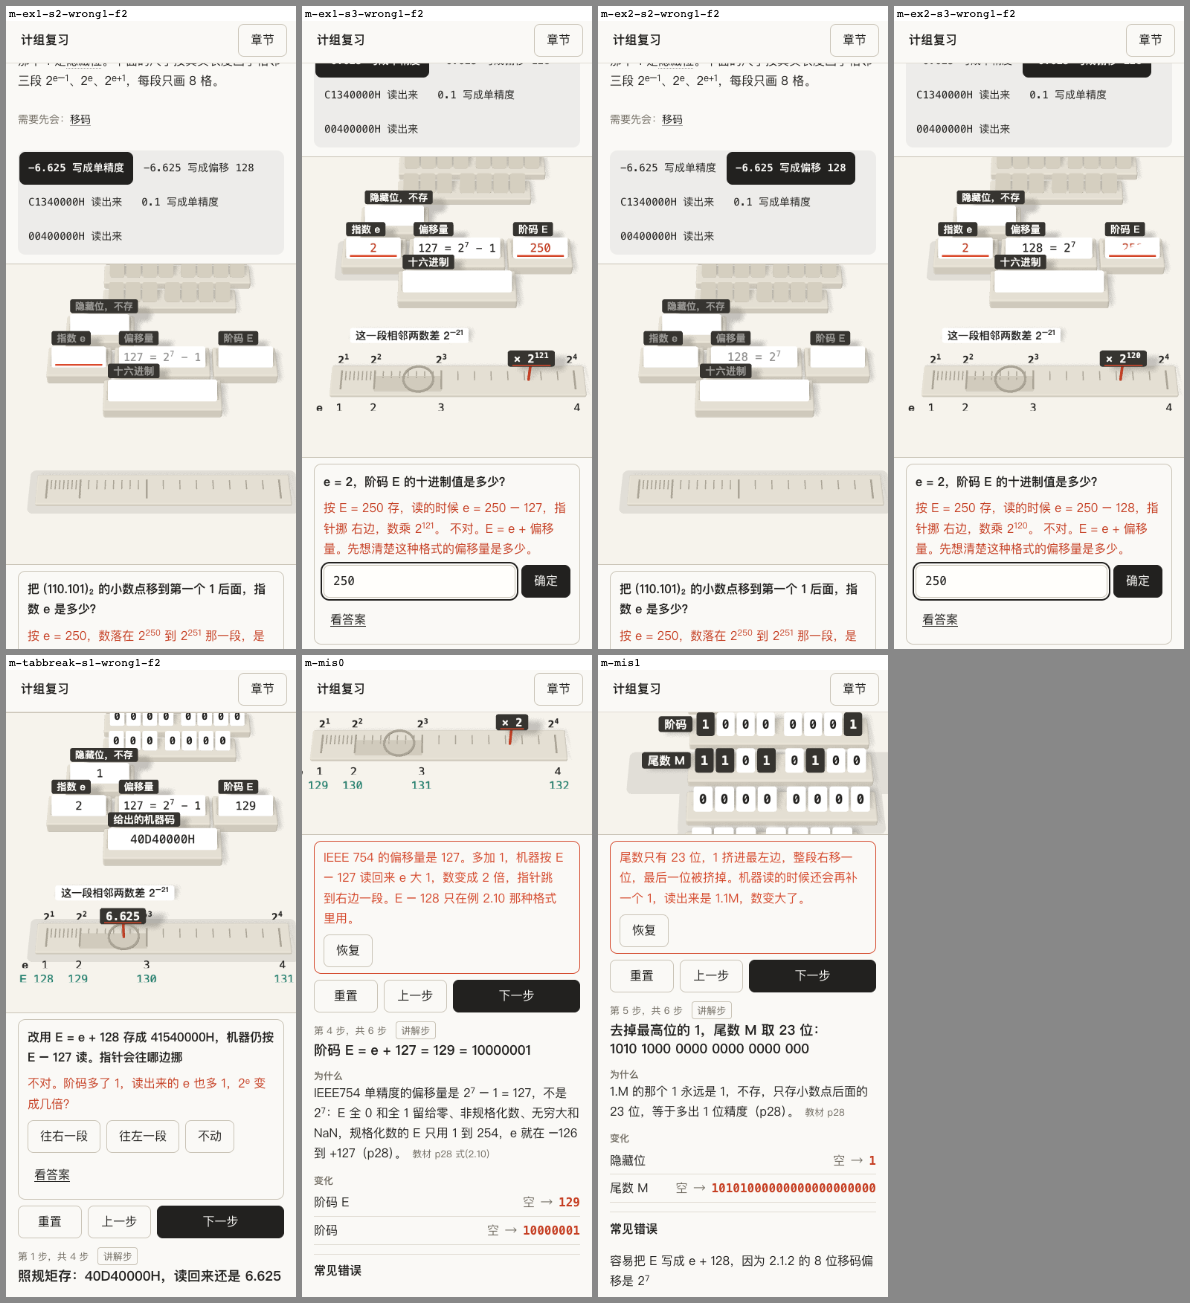 m-ex1-s2-wrong1-f2
计组复习
章节
三段 2ᵉ⁻¹、2ᵉ、2ᵉ⁺¹，每段只画 8 格。
需要先会：移码
-6.625 写成单精度
-6.625 写成偏移 128
C1340000H 读出来
0.1 写成单精度
00400000H 读出来
隐藏位，不存
指数 e
偏移量
阶码 E
127 = 2⁷ - 1
十六进制
把 (110.101)₂ 的小数点移到第一个 1 后面，指
数 e 是多少？
按 e = 250，数落在 2²⁵⁰ 到 2²⁵¹ 那一段，是
m-ex1-s3-wrong1-f2
计组复习
章节
C1340000H 读出来
0.1 写成单精度
00400000H 读出来
隐藏位，不存
指数 e
偏移量
阶码 E
2
127 = 2⁷ - 1
250
十六进制
这一段相邻两数差 2⁻²¹
2¹ 2² 2³ × 2¹²¹ 2⁴
e 1 2 3 4
e = 2，阶码 E 的十进制值是多少？
按 E = 250 存，读的时候 e = 250 − 127，指
针挪 右边，数乘 2¹²¹。 不对。E = e + 偏移
量。先想清楚这种格式的偏移量是多少。
250
确定
看答案
m-ex2-s2-wrong1-f2
计组复习
章节
三段 2ᵉ⁻¹、2ᵉ、2ᵉ⁺¹，每段只画 8 格。
需要先会：移码
-6.625 写成单精度
-6.625 写成偏移 128
C1340000H 读出来
0.1 写成单精度
00400000H 读出来
隐藏位，不存
指数 e
偏移量
阶码 E
128 = 2⁷
十六进制
把 (110.101)₂ 的小数点移到第一个 1 后面，指
数 e 是多少？
按 e = 250，数落在 2²⁵⁰ 到 2²⁵¹ 那一段，是
m-ex2-s3-wrong1-f2
计组复习
章节
C1340000H 读出来
0.1 写成单精度
00400000H 读出来
隐藏位，不存
指数 e
偏移量
阶码 E
2
128 = 2⁷
十六进制
这一段相邻两数差 2⁻²¹
2¹ 2² 2³ × 2¹²⁰ 2⁴
e 1 2 3 4
e = 2，阶码 E 的十进制值是多少？
按 E = 250 存，读的时候 e = 250 − 128，指
针挪 右边，数乘 2¹²⁰。 不对。E = e + 偏移
量。先想清楚这种格式的偏移量是多少。
250
确定
看答案
m-tabbreak-s1-wrong1-f2
计组复习
章节
0 0 0 0 0 0 0 0
0 0 0 0 0 0 0 0
隐藏位，不存
1
指数 e
偏移量
阶码 E
2
127 = 2⁷ - 1
129
给出的机器码
40D40000H
这一段相邻两数差 2⁻²¹
2¹ 2² 6.625 ³ 2⁴
e 1 2 3 4
E 128 129 130 131
改用 E = e + 128 存成 41540000H，机器仍按
E − 127 读。指针会往哪边挪
不对。阶码多了 1，读出来的 e 也多 1，2ᵉ 变
成几倍？
往右一段
往左一段
不动
看答案
重置
上一步
下一步
第 1 步，共 4 步
讲解步
照规矩存：40D40000H，读回来还是 6.625
m-mis0
计组复习
章节
2¹ 2² 2³ × 2 2⁴
1 2 3 4
129 130 131 132
IEEE 754 的偏移量是 127。多加 1，机器按 E
− 127 读回来 e 大 1，数变成 2 倍，指针跳
到右边一段。E − 128 只在例 2.10 那种格式
里用。
恢复
重置
上一步
下一步
第 4 步，共 6 步
讲解步
阶码 E = e + 127 = 129 = 10000001
为什么
IEEE754 单精度的偏移量是 2⁷ − 1 = 127，不是
2⁷：E 全 0 和全 1 留给零、非规格化数、无穷大和
NaN，规格化数的 E 只用 1 到 254，e 就在 −126
到 +127（p28）。 教材 p28 式(2.10)
变化
阶码 E
空 → 129
阶码
空 → 10000001
常见错误
m-mis1
计组复习
章节
阶码 1 0 0 0 0 0 0 1
尾数 M 1 1 0 1 0 1 0 0
0 0 0 0 0 0 0 0
尾数只有 23 位，1 挤进最左边，整段右移一
位，最后一位被挤掉。机器读的时候还会再补
一个 1，读出来是 1.1M，数变大了。
恢复
重置
上一步
下一步
第 5 步，共 6 步
讲解步
去掉最高位的 1，尾数 M 取 23 位：
1010 1000 0000 0000 0000 000
为什么
1.M 的那个 1 永远是 1，不存，只存小数点后面的
23 位，等于多出 1 位精度（p28）。 教材 p28
变化
隐藏位
空 → 1
尾数 M
空 → 10101000000000000000000
常见错误
容易把 E 写成 e + 128，因为 2.1.2 的 8 位移码偏
移是 2⁷